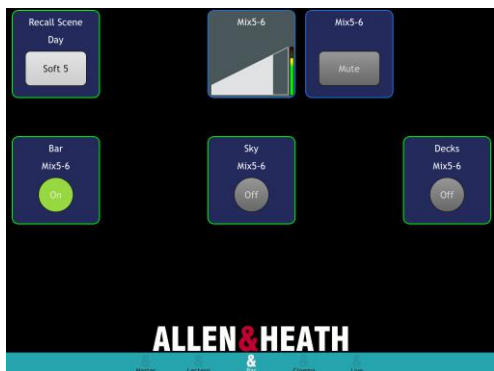 Recall Scene
Day
Soft 5
Mix5-6
Mix5-6
Mute
Bar
Mix5-6
On
Sky
Mix5-6
Off
Decks
Mix5-6
Off
ALLEN&HEATH
& & & & &
Bar